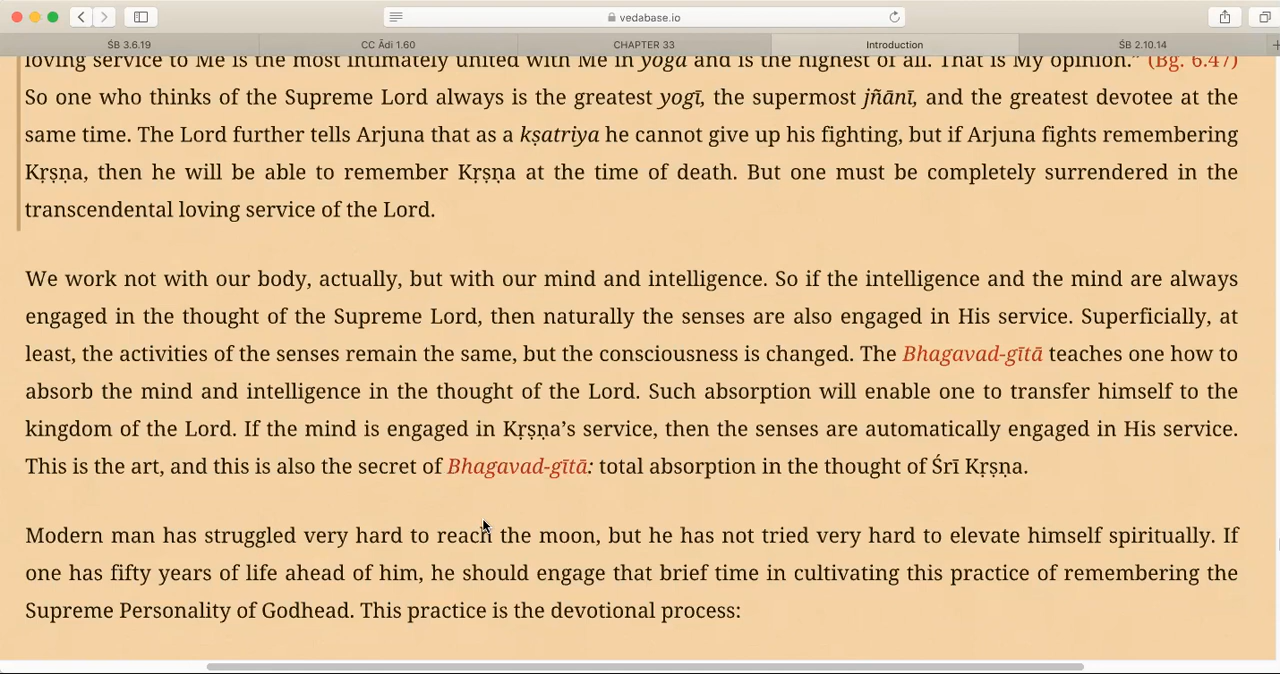 vedabase.io
ŚB 3.6.19
CC Ādi 1.60
CHAPTER 33
Introduction
ŚB 2.10.14
loving service to Me is the most intimately united with Me in yoga and is the highest of all. That is My opinion.” (Bg. 6.47)
So one who thinks of the Supreme Lord always is the greatest yogī, the supermost jñānī, and the greatest devotee at the
same time. The Lord further tells Arjuna that as a kṣatriya he cannot give up his fighting, but if Arjuna fights remembering
Kṛṣṇa, then he will be able to remember Kṛṣṇa at the time of death. But one must be completely surrendered in the
transcendental loving service of the Lord.
We work not with our body, actually, but with our mind and intelligence. So if the intelligence and the mind are always
engaged in the thought of the Supreme Lord, then naturally the senses are also engaged in His service. Superficially, at
least, the activities of the senses remain the same, but the consciousness is changed. The Bhagavad-gītā teaches one how to
absorb the mind and intelligence in the thought of the Lord. Such absorption will enable one to transfer himself to the
kingdom of the Lord. If the mind is engaged in Kṛṣṇa’s service, then the senses are automatically engaged in His service.
This is the art, and this is also the secret of Bhagavad-gītā: total absorption in the thought of Śrī Kṛṣṇa.
Modern man has struggled very hard to reach the moon, but he has not tried very hard to elevate himself spiritually. If
one has fifty years of life ahead of him, he should engage that brief time in cultivating this practice of remembering the
Supreme Personality of Godhead. This practice is the devotional process: